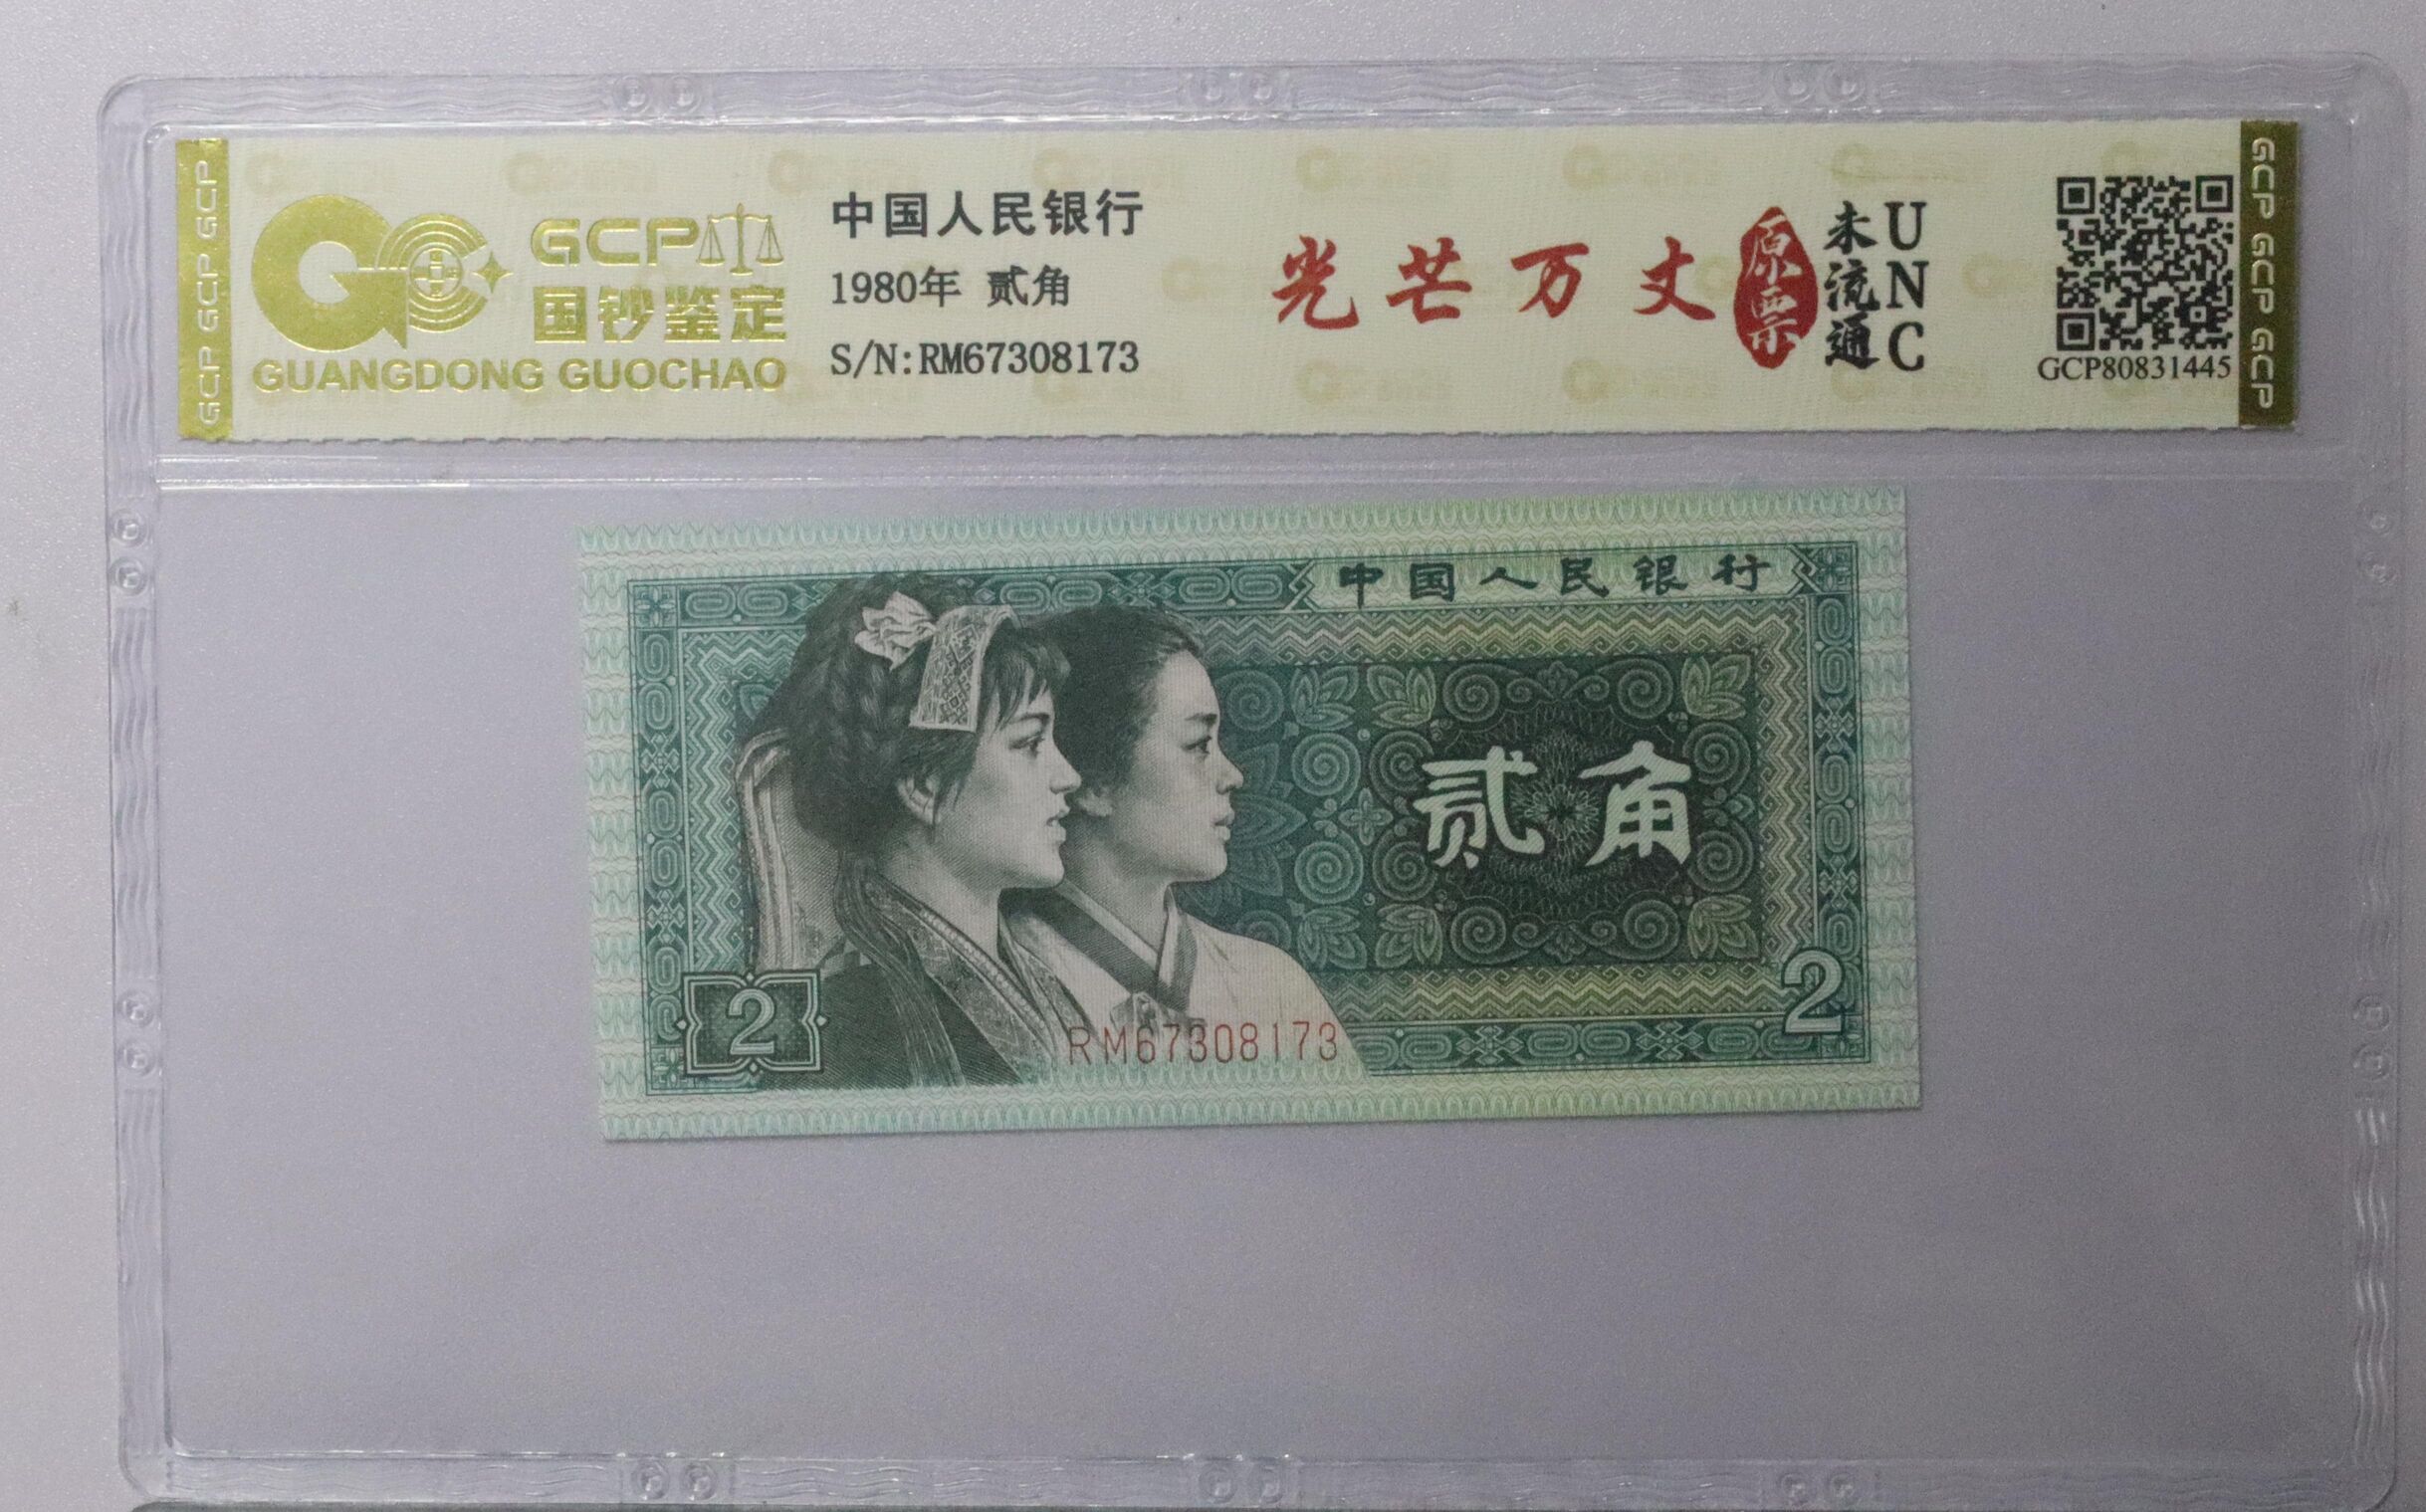 GCP
国钞鉴定
GUANGDONG GUOCHAO
中国人民银行
1980年 贰角
S/N:RM67308173
光芒万丈
原票
未流通
UNC
GCP80831445
GCP GCP GCP
GCP GCP GCP
中国人民银行
贰角
2
2
RM67308173